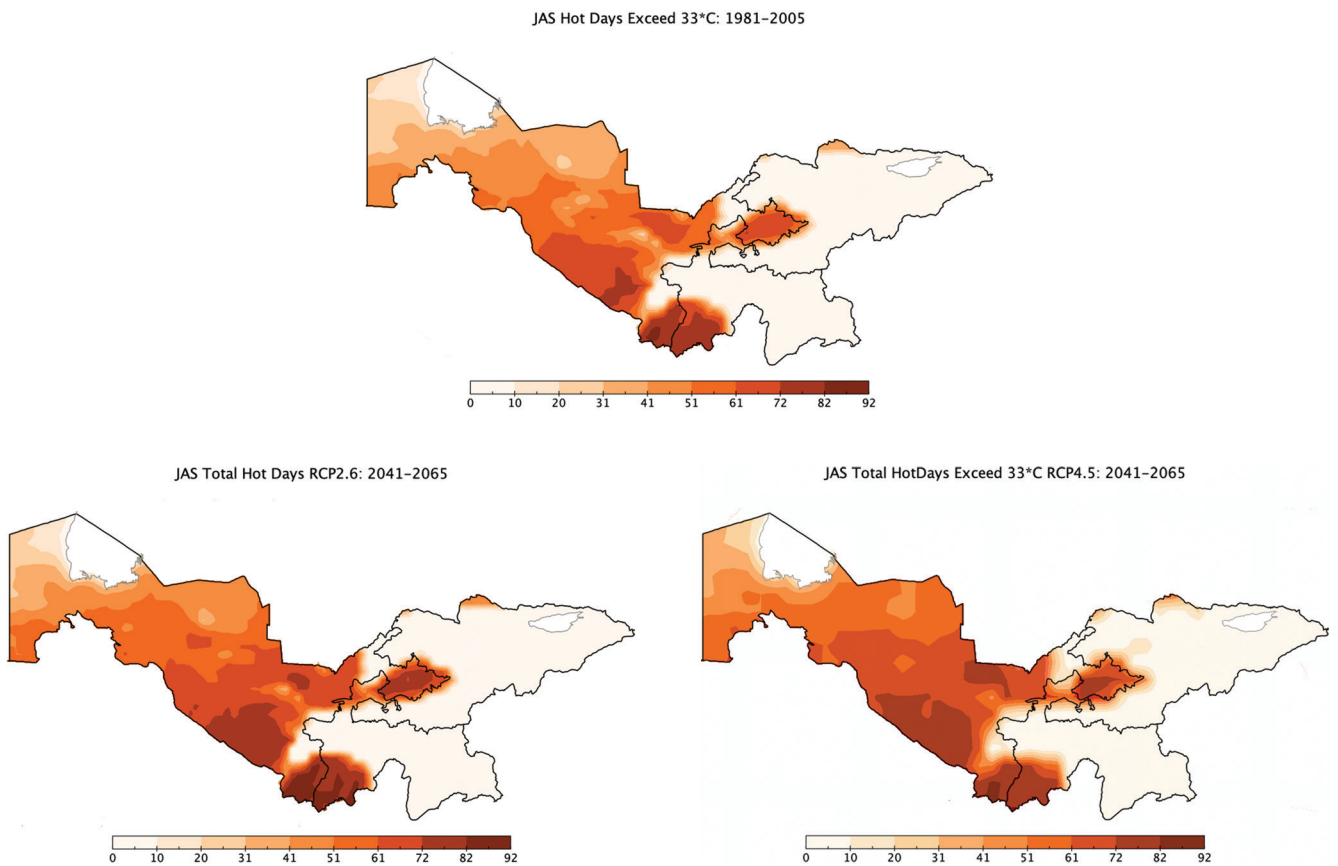 JAS Hot Days Exceed 33*C: 1981–2005
0 10 20 31 41 51 61 72 82 92
JAS Total Hot Days RCP2.6: 2041–2065
JAS Total HotDays Exceed 33*C RCP4.5: 2041–2065
0 10 20 31 41 51 61 72 82 92
0 10 20 31 41 51 61 72 82 92